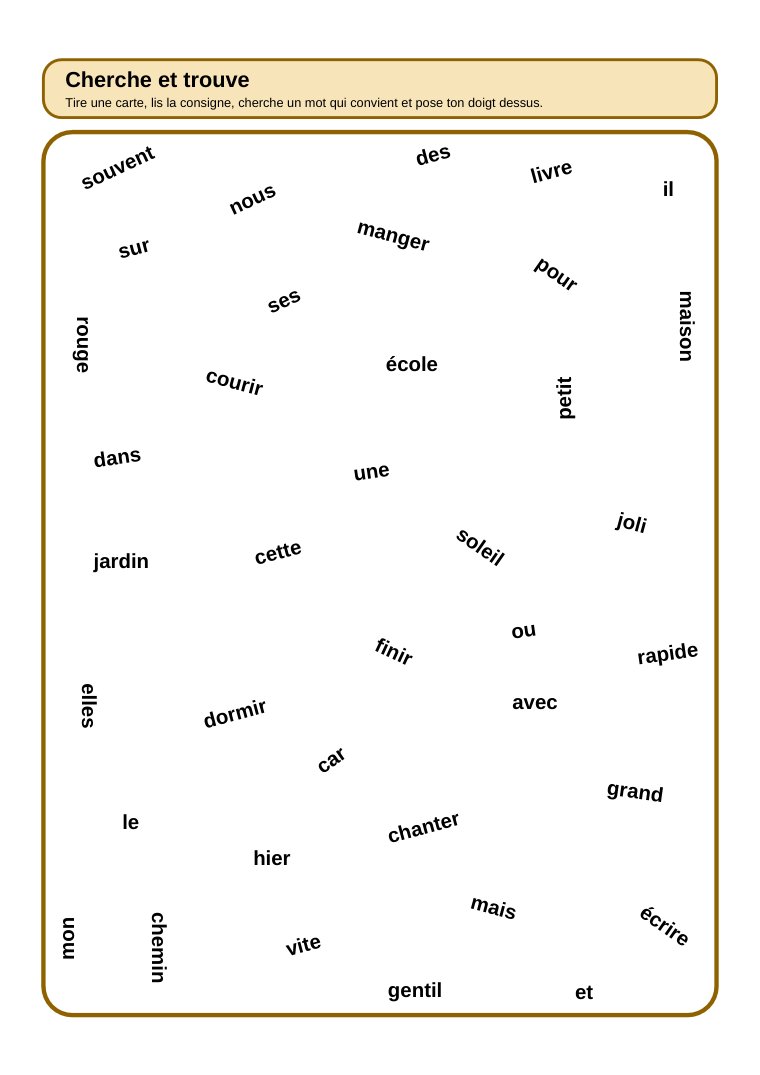 Cherche et trouve
Tire une carte, lis la consigne, cherche un mot qui convient et pose ton doigt dessus.
souvent
des
livre
il
nous
sur
manger
pour
ses
rouge
maison
école
courir
petit
dans
une
joli
soleil
cette
jardin
ou
finir
rapide
elles
avec
dormir
car
grand
le
chanter
hier
mais
écrire
mon
chemin
vite
gentil
et